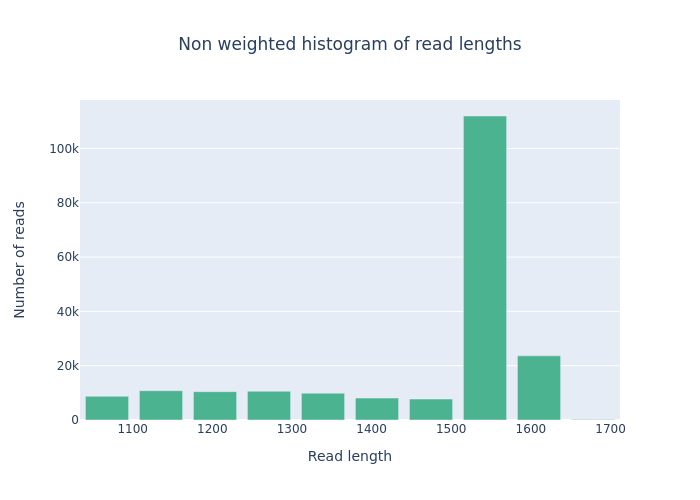 Non weighted histogram of read lengths
Number of reads
100k
80k
60k
40k
20k
0
1100 1200 1300 1400 1500 1600 1700
Read length